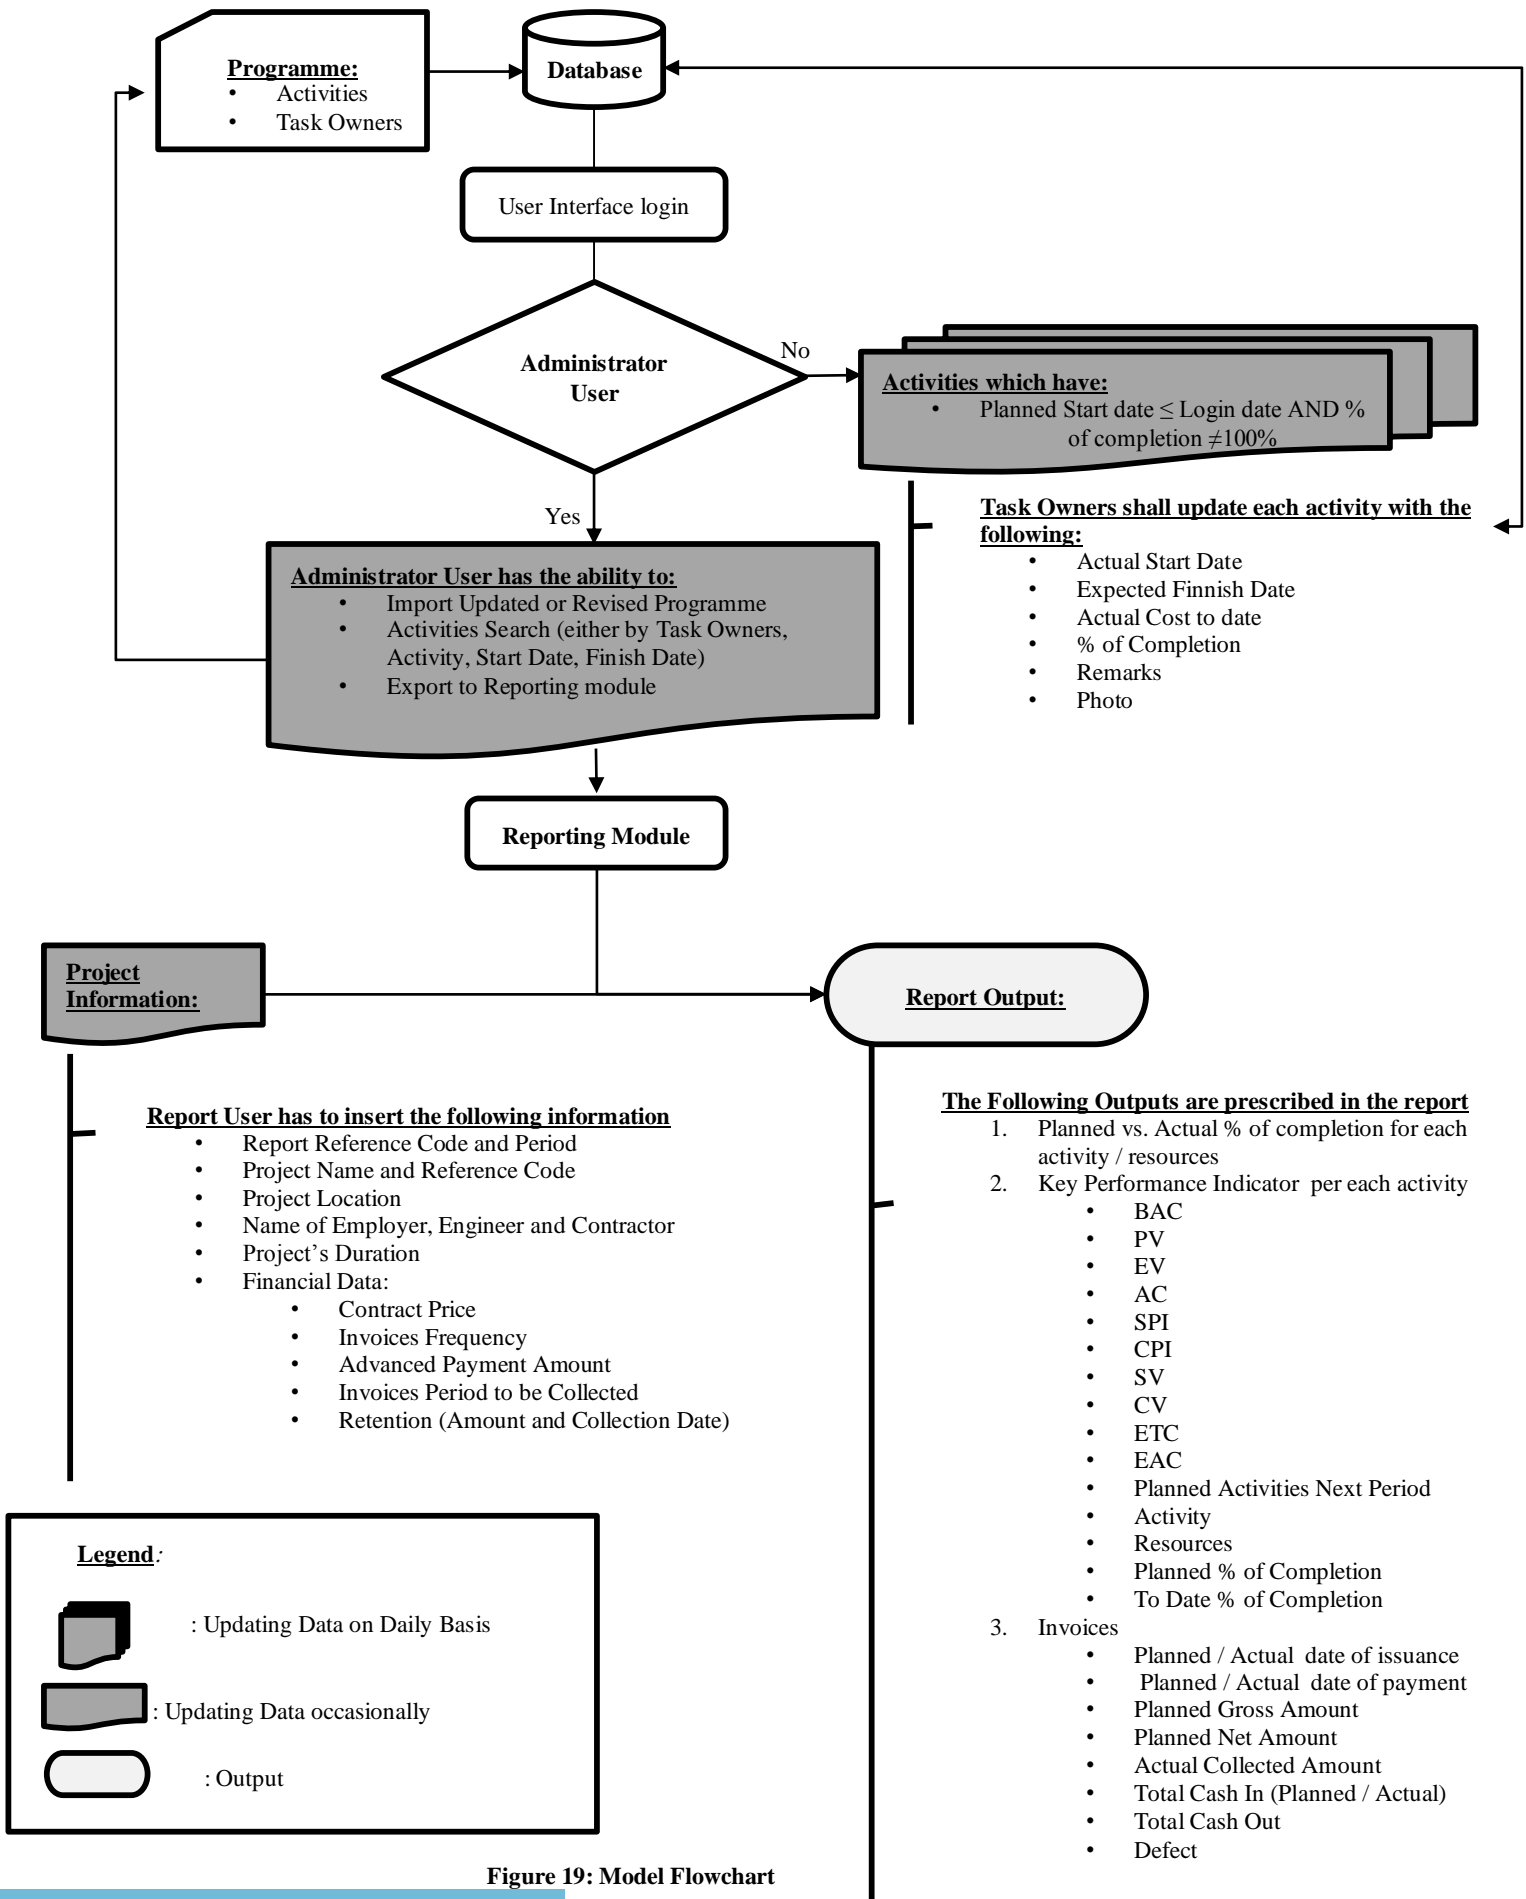 Programme:
• Activities
• Task Owners
Database
User Interface login
Administrator
User
No
Yes
Activities which have:
• Planned Start date ≤ Login date AND %
of completion ≠100%
Task Owners shall update each activity with the
following:
• Actual Start Date
• Expected Finnish Date
• Actual Cost to date
• % of Completion
• Remarks
• Photo
Administrator User has the ability to:
• Import Updated or Revised Programme
• Activities Search (either by Task Owners,
Activity, Start Date, Finish Date)
• Export to Reporting module
Reporting Module
Project
Information:
Report Output:
Report User has to insert the following information
• Report Reference Code and Period
• Project Name and Reference Code
• Project Location
• Name of Employer, Engineer and Contractor
• Project’s Duration
• Financial Data:
• Contract Price
• Invoices Frequency
• Advanced Payment Amount
• Invoices Period to be Collected
• Retention (Amount and Collection Date)
The Following Outputs are prescribed in the report
1. Planned vs. Actual % of completion for each
activity / resources
2. Key Performance Indicator per each activity
• BAC
• PV
• EV
• AC
• SPI
• CPI
• SV
• CV
• ETC
• EAC
• Planned Activities Next Period
• Activity
• Resources
• Planned % of Completion
• To Date % of Completion
3. Invoices
• Planned / Actual date of issuance
• Planned / Actual date of payment
• Planned Gross Amount
• Planned Net Amount
• Actual Collected Amount
• Total Cash In (Planned / Actual)
• Total Cash Out
• Defect
Legend:
: Updating Data on Daily Basis
: Updating Data occasionally
: Output
Figure 19: Model Flowchart